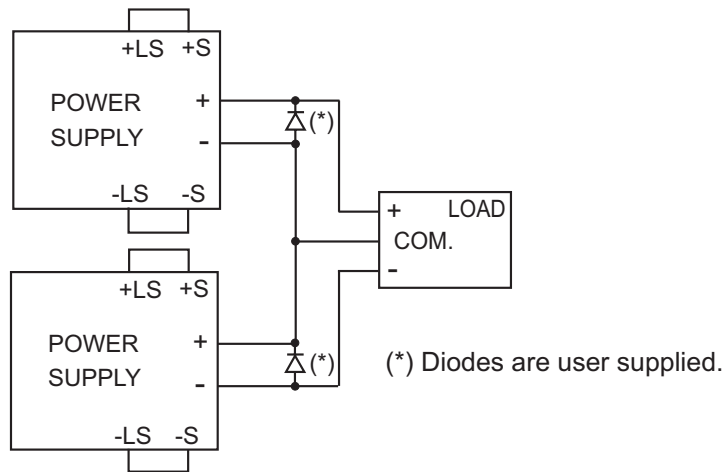 +LS +S
POWER SUPPLY
+
-
(*)
-LS -S
+ LOAD
COM.
-
+LS +S
POWER SUPPLY
+
-
(*)
-LS -S
(*) Diodes are user supplied.